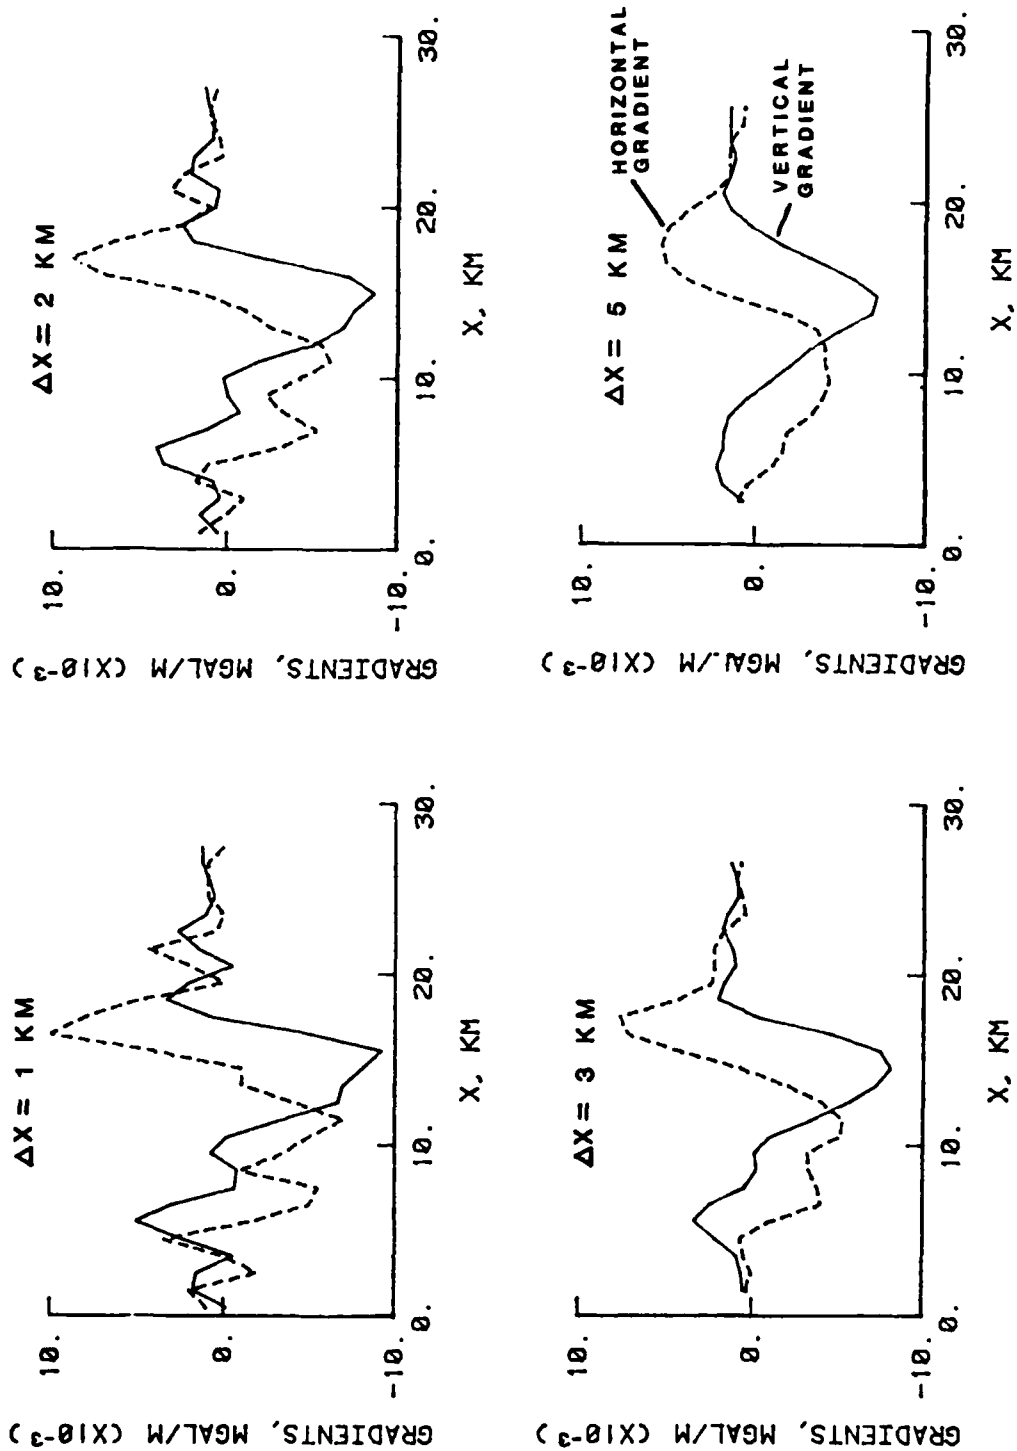 ΔX = 1 KM
10.
0.
-10.
GRADIENTS, MGAL/M (X10⁻³)
0.
10.
20.
30.
X, KM
ΔX = 2 KM
10.
0.
-10.
GRADIENTS, MGAL/M (X10⁻³)
0.
10.
20.
30.
X, KM
ΔX = 3 KM
10.
0.
-10.
GRADIENTS, MGAL/M (X10⁻³)
0.
10.
20.
30.
X, KM
ΔX = 5 KM
HORIZONTAL
GRADIENT
VERTICAL
GRADIENT
10.
0.
-10.
GRADIENTS, MGAL/M (X10⁻³)
0.
10.
20.
30.
X, KM